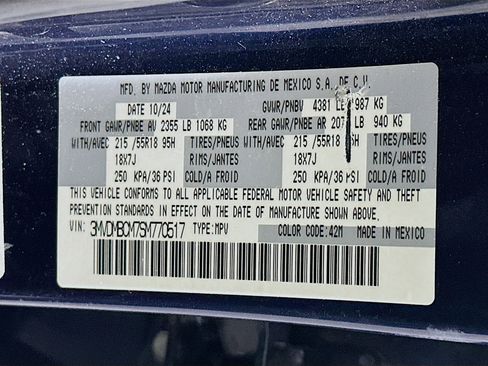 MFD. BY MAZDA MOTOR MANUFACTURING DE MEXICO S.A. DE C.V.
DATE 10/24 GVWR/PNBV 4381 LB 987 KG
FRONT GAWR/PNBE AV 2355 LB 1068 KG REAR GAWR/PNBE AR 207 LB 940 KG
WITH/AVEC 215 /55R18 95H TIRES/PNEUS WITH/AVEC 215 /55R18 95H TIRES/PNEUS
18X7J RIMS/JANTES 18X7J RIMS/JANTES
250 KPA/36 PSI COLD/A FROID 250 KPA/36 PSI COLD/A FROID
THIS VEHICLE CONFORMS TO ALL APPLICABLE FEDERAL MOTOR VEHICLE SAFETY AND THEFT
PREVENTION STANDARDS IN EFFECT ON THE DATE OF MANUFACTURE SHOWN ABOVE.
VIN: 3MVDMBCM7SM770517 TYPE: MPV COLOR CODE: 42M MADE IN MEXICO